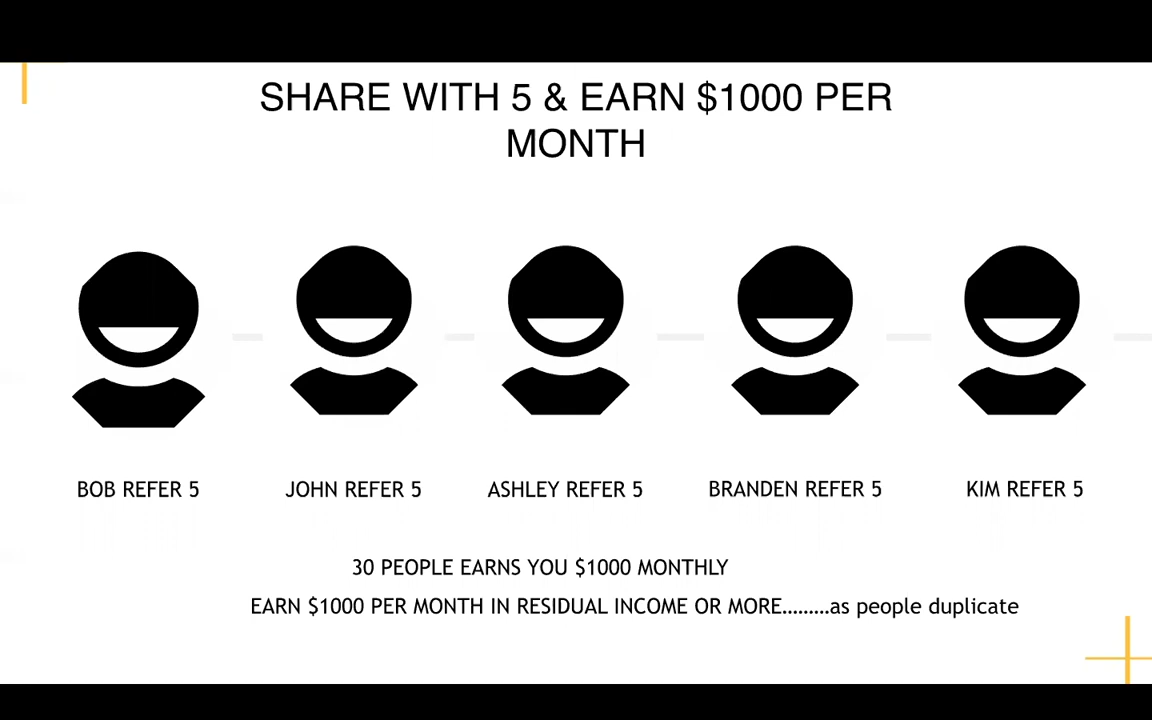 SHARE WITH 5 & EARN $1000 PER
MONTH
BOB REFER 5
JOHN REFER 5
ASHLEY REFER 5
BRANDEN REFER 5
KIM REFER 5
30 PEOPLE EARNS YOU $1000 MONTHLY
EARN $1000 PER MONTH IN RESIDUAL INCOME OR MORE.........as people duplicate